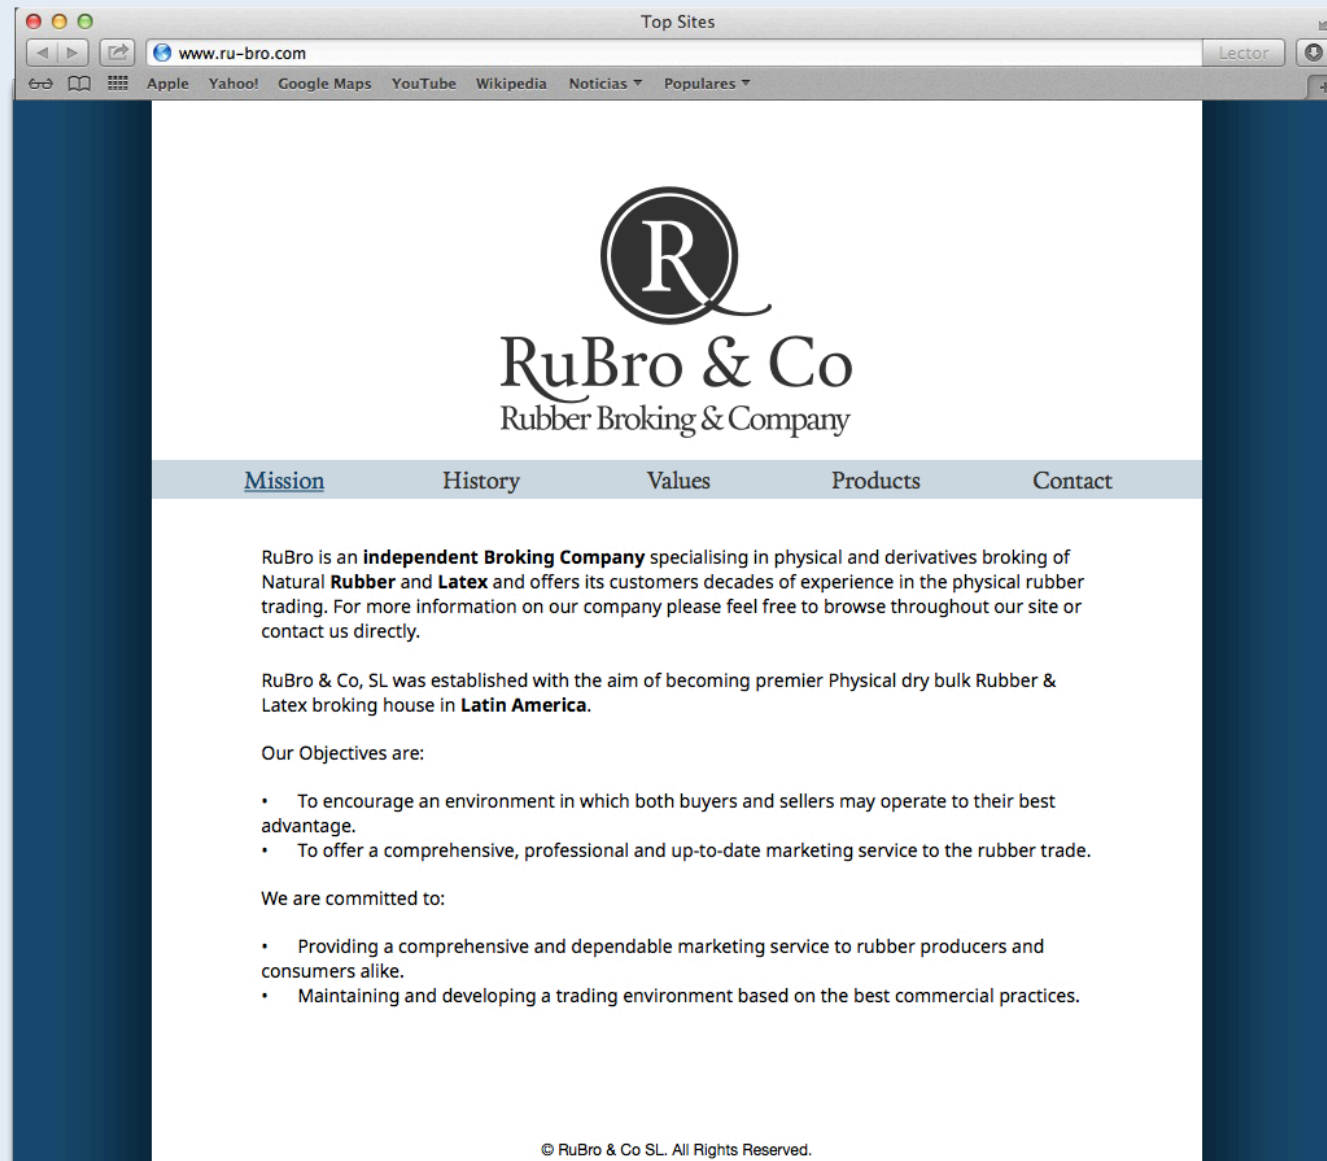 Top Sites
www.ru-bro.com
Lector
Apple Yahoo! Google Maps YouTube Wikipedia Noticias Populares
R
RuBro & Co
Rubber Broking & Company
Mission History Values Products Contact
RuBro is an independent Broking Company specialising in physical and derivatives broking of
Natural Rubber and Latex and offers its customers decades of experience in the physical rubber
trading. For more information on our company please feel free to browse throughout our site or
contact us directly.
RuBro & Co, SL was established with the aim of becoming premier Physical dry bulk Rubber &
Latex broking house in Latin America.
Our Objectives are:
• To encourage an environment in which both buyers and sellers may operate to their best
advantage.
• To offer a comprehensive, professional and up-to-date marketing service to the rubber trade.
We are committed to:
• Providing a comprehensive and dependable marketing service to rubber producers and
consumers alike.
• Maintaining and developing a trading environment based on the best commercial practices.
© RuBro & Co SL. All Rights Reserved.